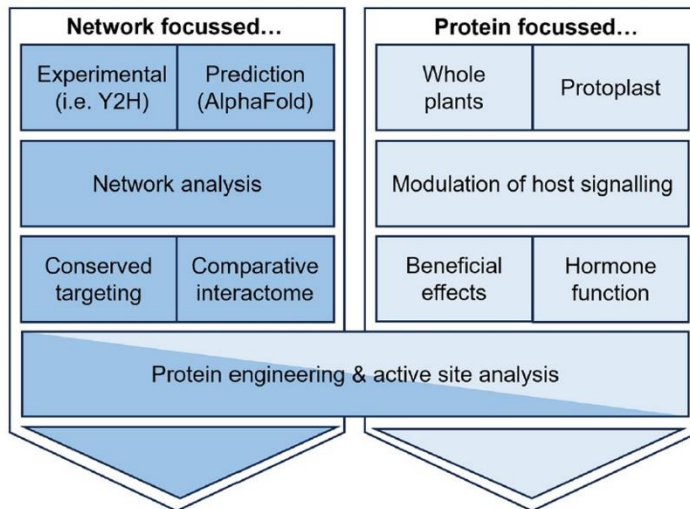 Network focussed...
Experimental
(i.e. Y2H)
Prediction
(AlphaFold)
Network analysis
Conserved
targeting
Comparative
interactome
Protein focussed...
Whole
plants
Protoplast
Modulation of host signalling
Beneficial
effects
Hormone
function
Protein engineering & active site analysis